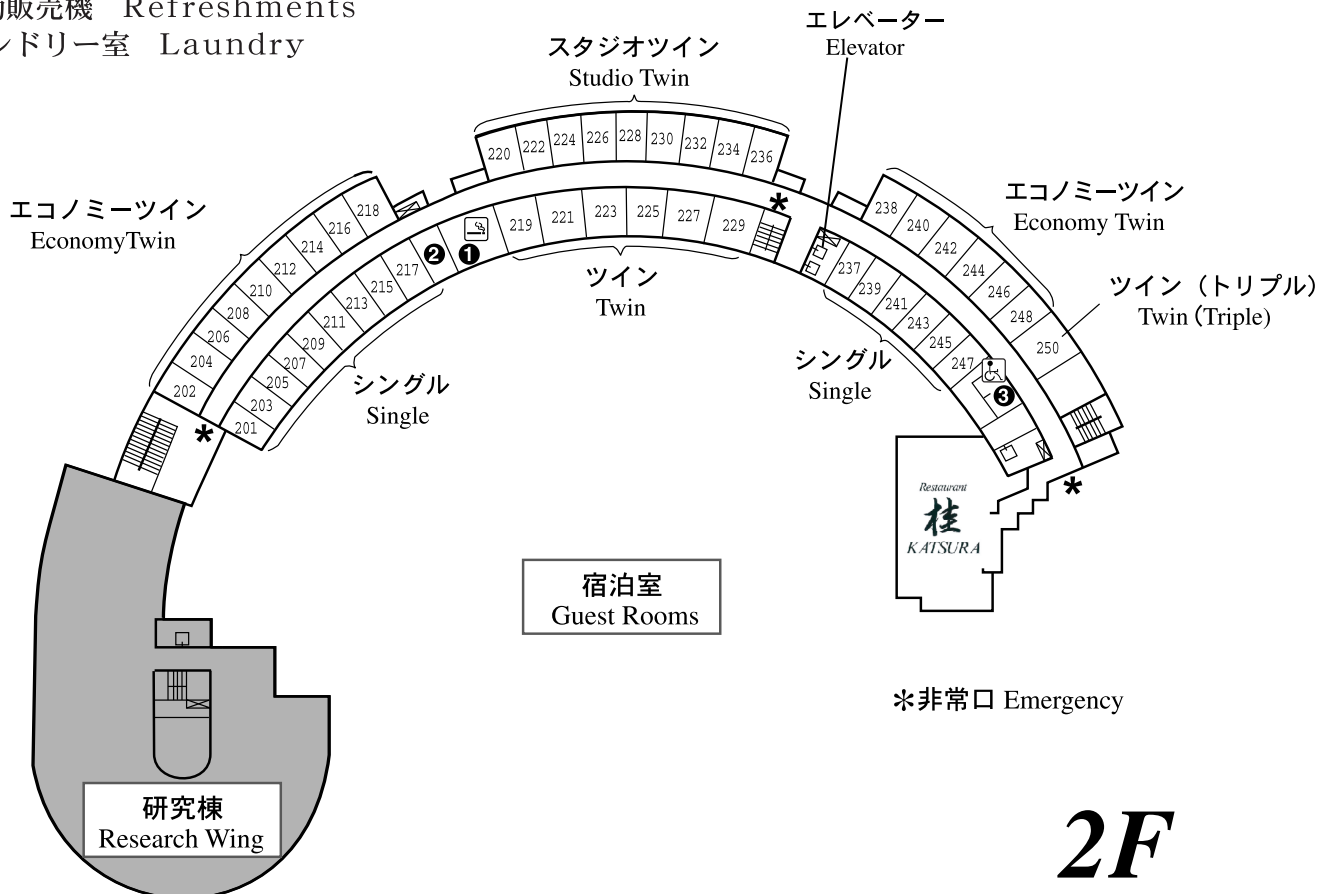 販売機 Refreshments
ンドリー室 Laundry
エレベーター
Elevator
スタジオツイン
Studio Twin
220 222 224 226 228 230 232 234 236
エコノミーツイン
EconomyTwin
202 204 206 208 210 212 214 216 218
エコノミーツイン
Economy Twin
238 240 242 244 246 248
ツイン（トリプル）
Twin (Triple)
250
❷ ❶
219 221 223 225 227 229
ツイン
Twin
201 203 205 207 209 211 213 215 217
シングル
Single
237 239 241 243 245 247
シングル
Single
❸
*
*
*
Restaurant
桂
KATSURA
宿泊室
Guest Rooms
＊非常口 Emergency
研究棟
Research Wing
2F